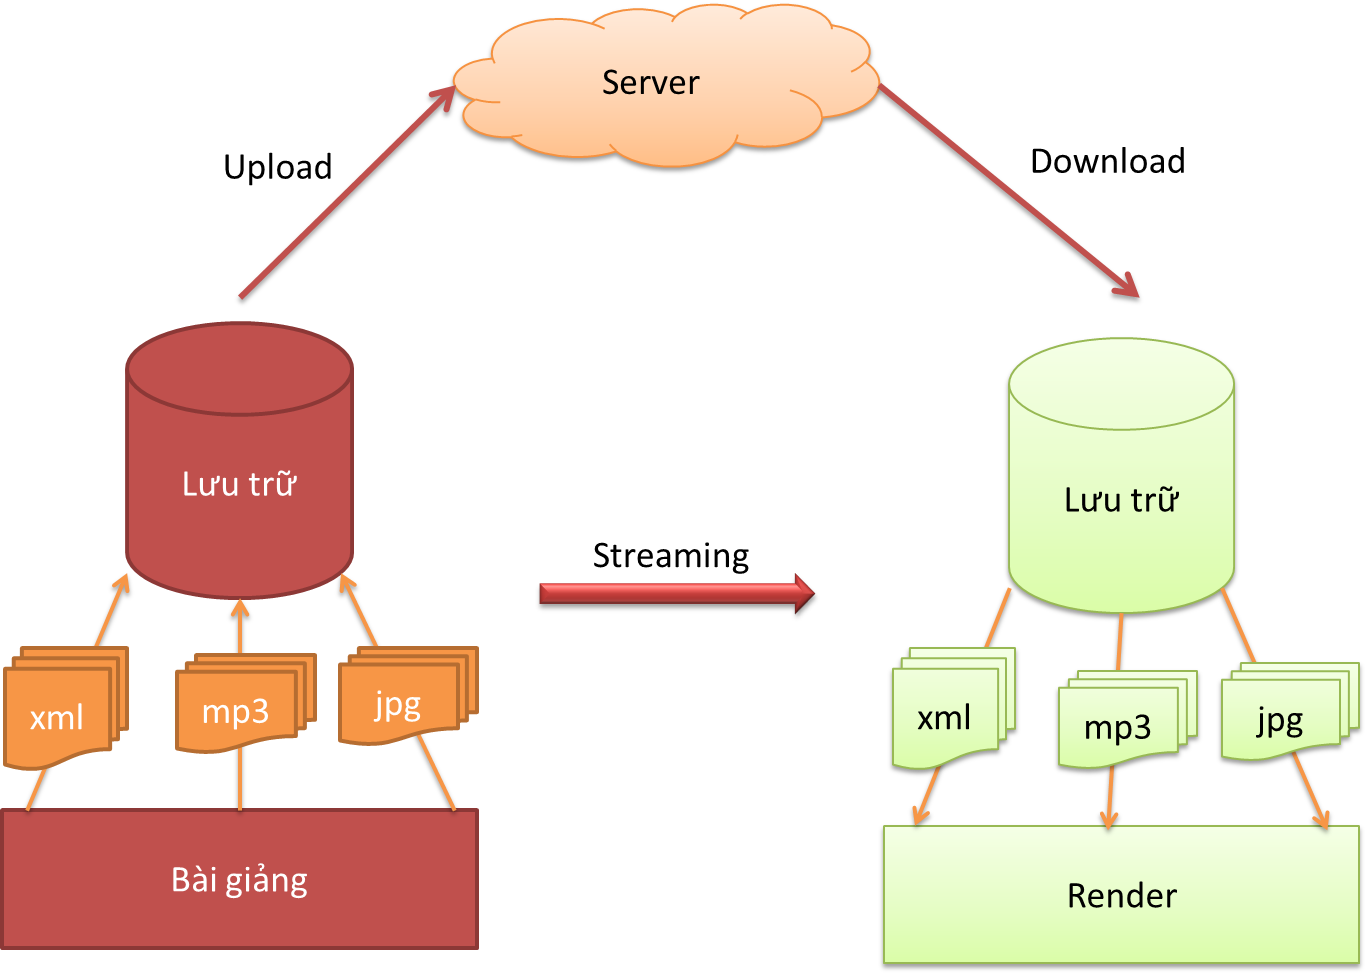 Server
Upload
Download
Lưu trữ
Lưu trữ
Streaming
xml
mp3
jpg
xml
mp3
jpg
Bài giảng
Render